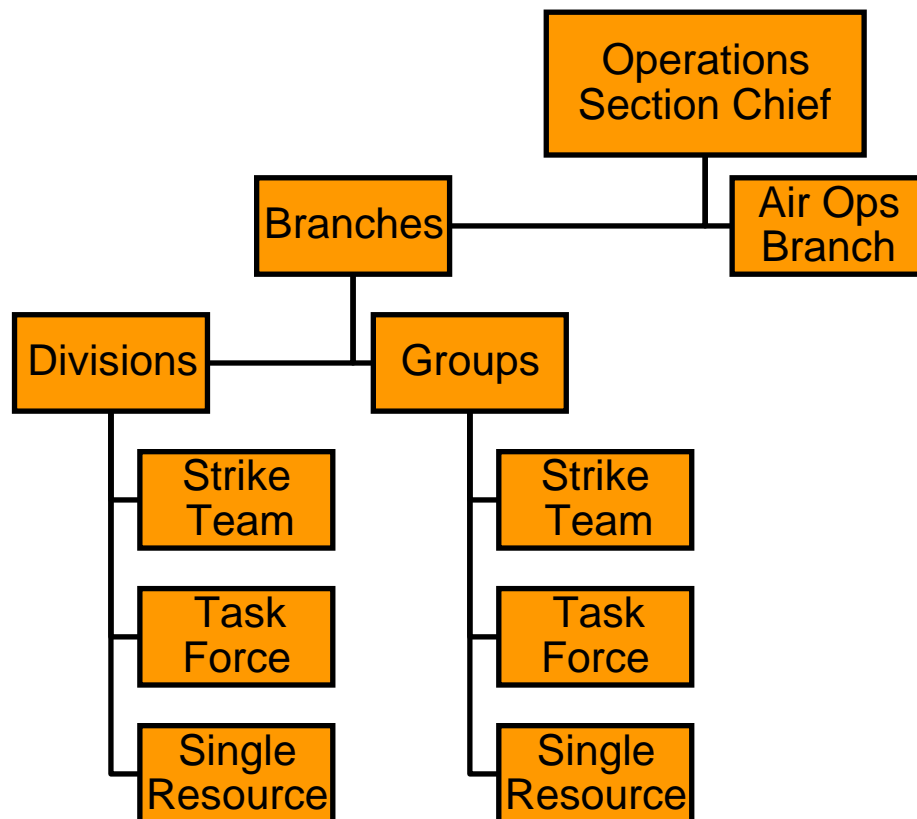 Operations
Section Chief
Branches
Air Ops
Branch
Divisions
Groups
Strike
Team
Task
Force
Single
Resource
Strike
Team
Task
Force
Single
Resource